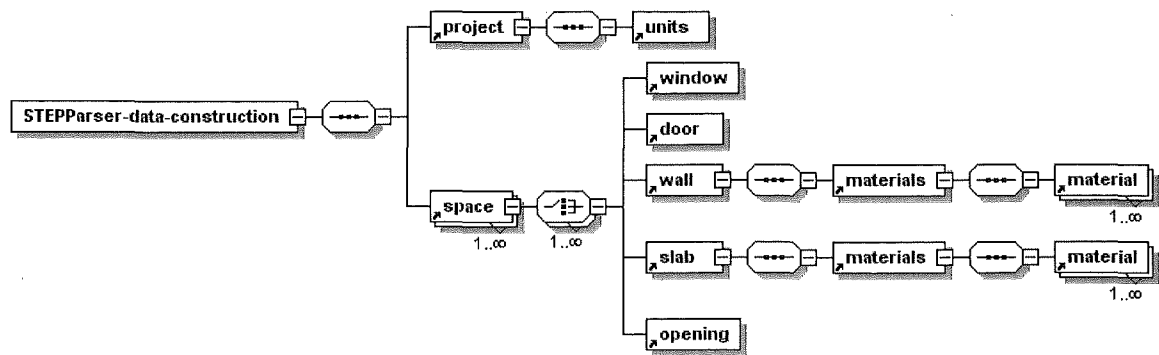 project
units
window
STEPParser-data-construction
door
wall
materials
material
1..∞
space
1..∞
1..∞
slab
materials
material
1..∞
opening